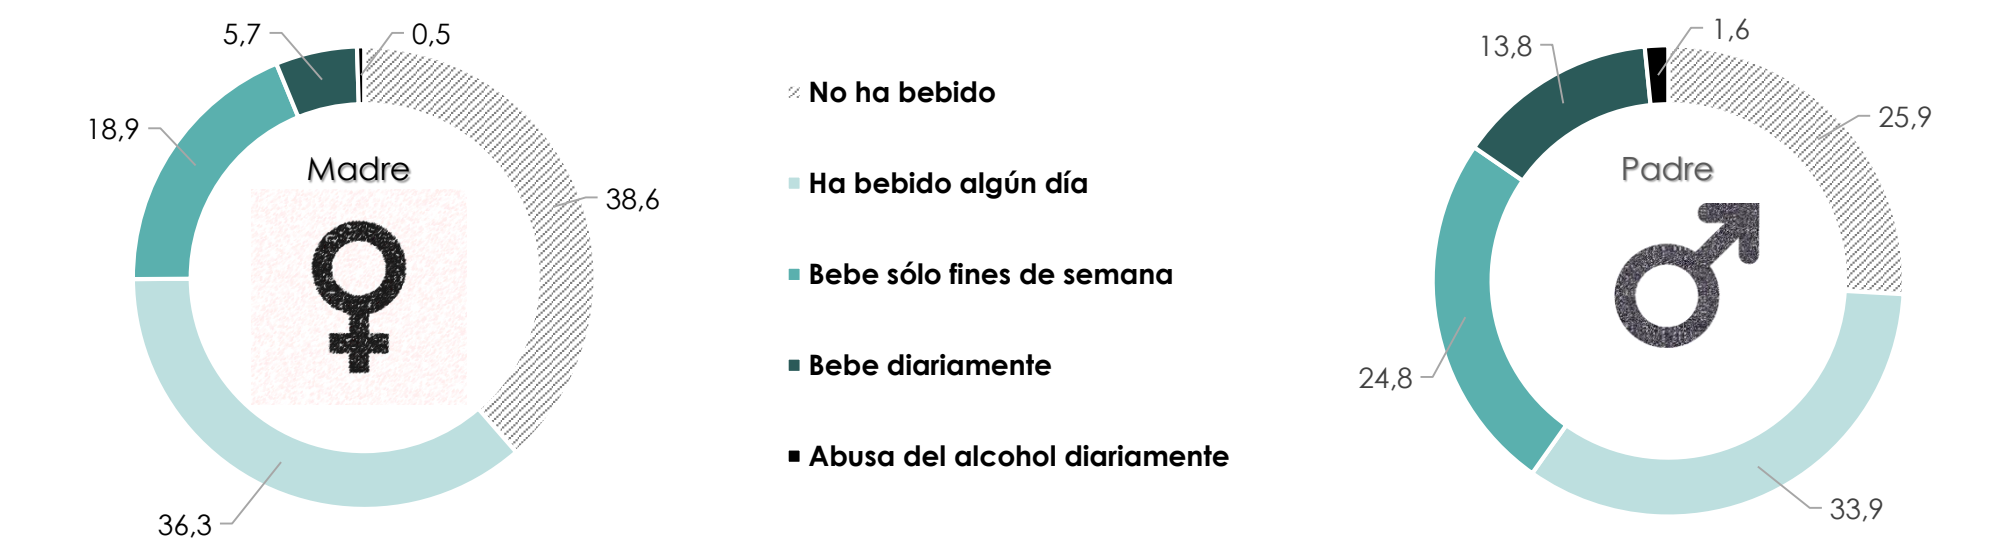 5,7
0,5
18,9
Madre
38,6
36,3
No ha bebido
Ha bebido algún día
Bebe sólo fines de semana
Bebe diariamente
Abusa del alcohol diariamente
1,6
13,8
25,9
Padre
24,8
33,9